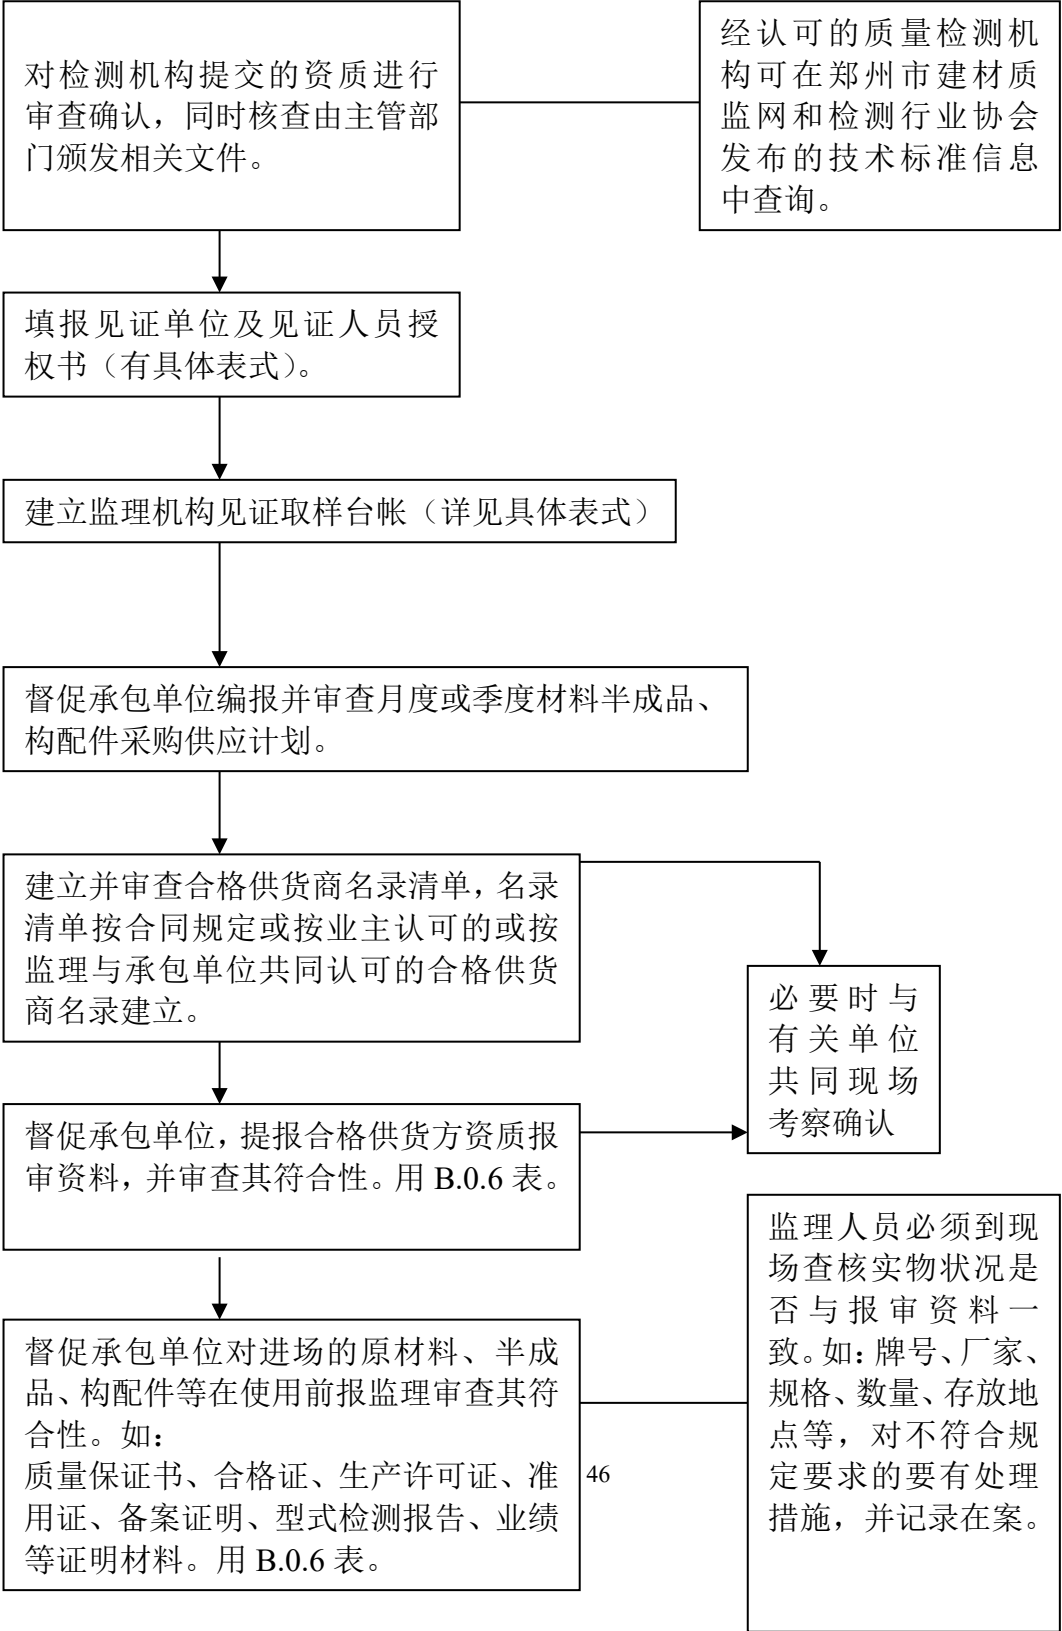 对检测机构提交的资质进行
审查确认，同时核查由主管部
门颁发相关文件。
经认可的质量检测机
构可在郑州市建材质
监网和检测行业协会
发布的技术标准信息
中查询。
填报见证单位及见证人员授
权书（有具体表式）。
建立监理机构见证取样台帐（详见具体表式）
督促承包单位编报并审查月度或季度材料半成品、
构配件采购供应计划。
建立并审查合格供货商名录清单，名录
清单按合同规定或按业主认可的或按
监理与承包单位共同认可的合格供货
商名录建立。
必要时与
有关单位
共同现场
考察确认
督促承包单位，提报合格供货方资质报
审资料，并审查其符合性。用 B.0.6 表。
监理人员必须到现
场查核实物状况是
否与报审资料一
致。如：牌号、厂家、
规格、数量、存放地
点等，对不符合规
定要求的要有处理
措施，并记录在案。
督促承包单位对进场的原材料、半成
品、构配件等在使用前报监理审查其符
合性。如：
质量保证书、合格证、生产许可证、准
用证、备案证明、型式检测报告、业绩
等证明材料。用 B.0.6 表。
46